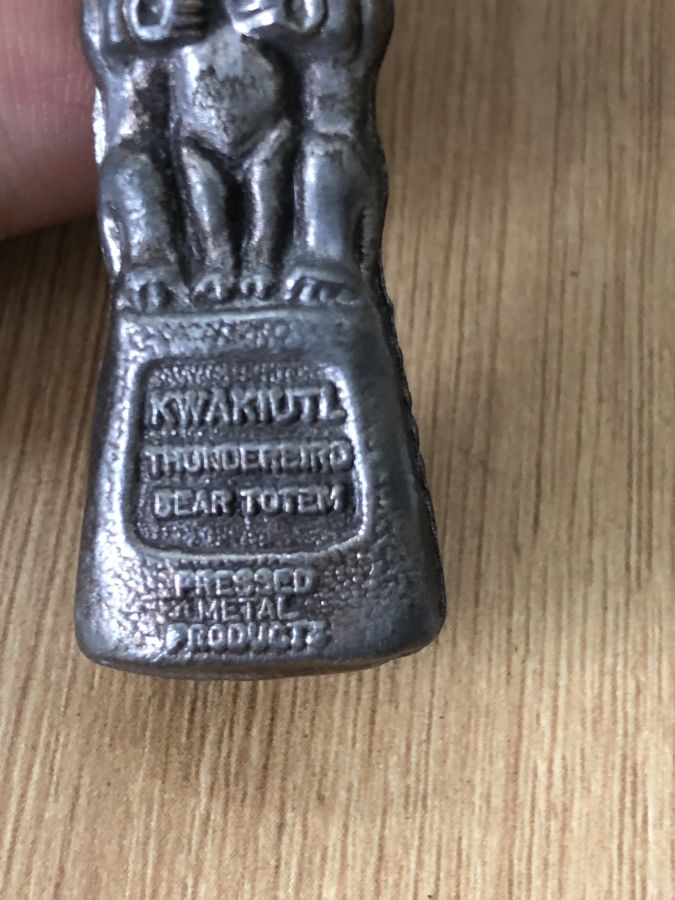 KWAKIUTL
THUNDERBIRD
BEAR TOTEM
PRESSED
METAL
PRODUCTS